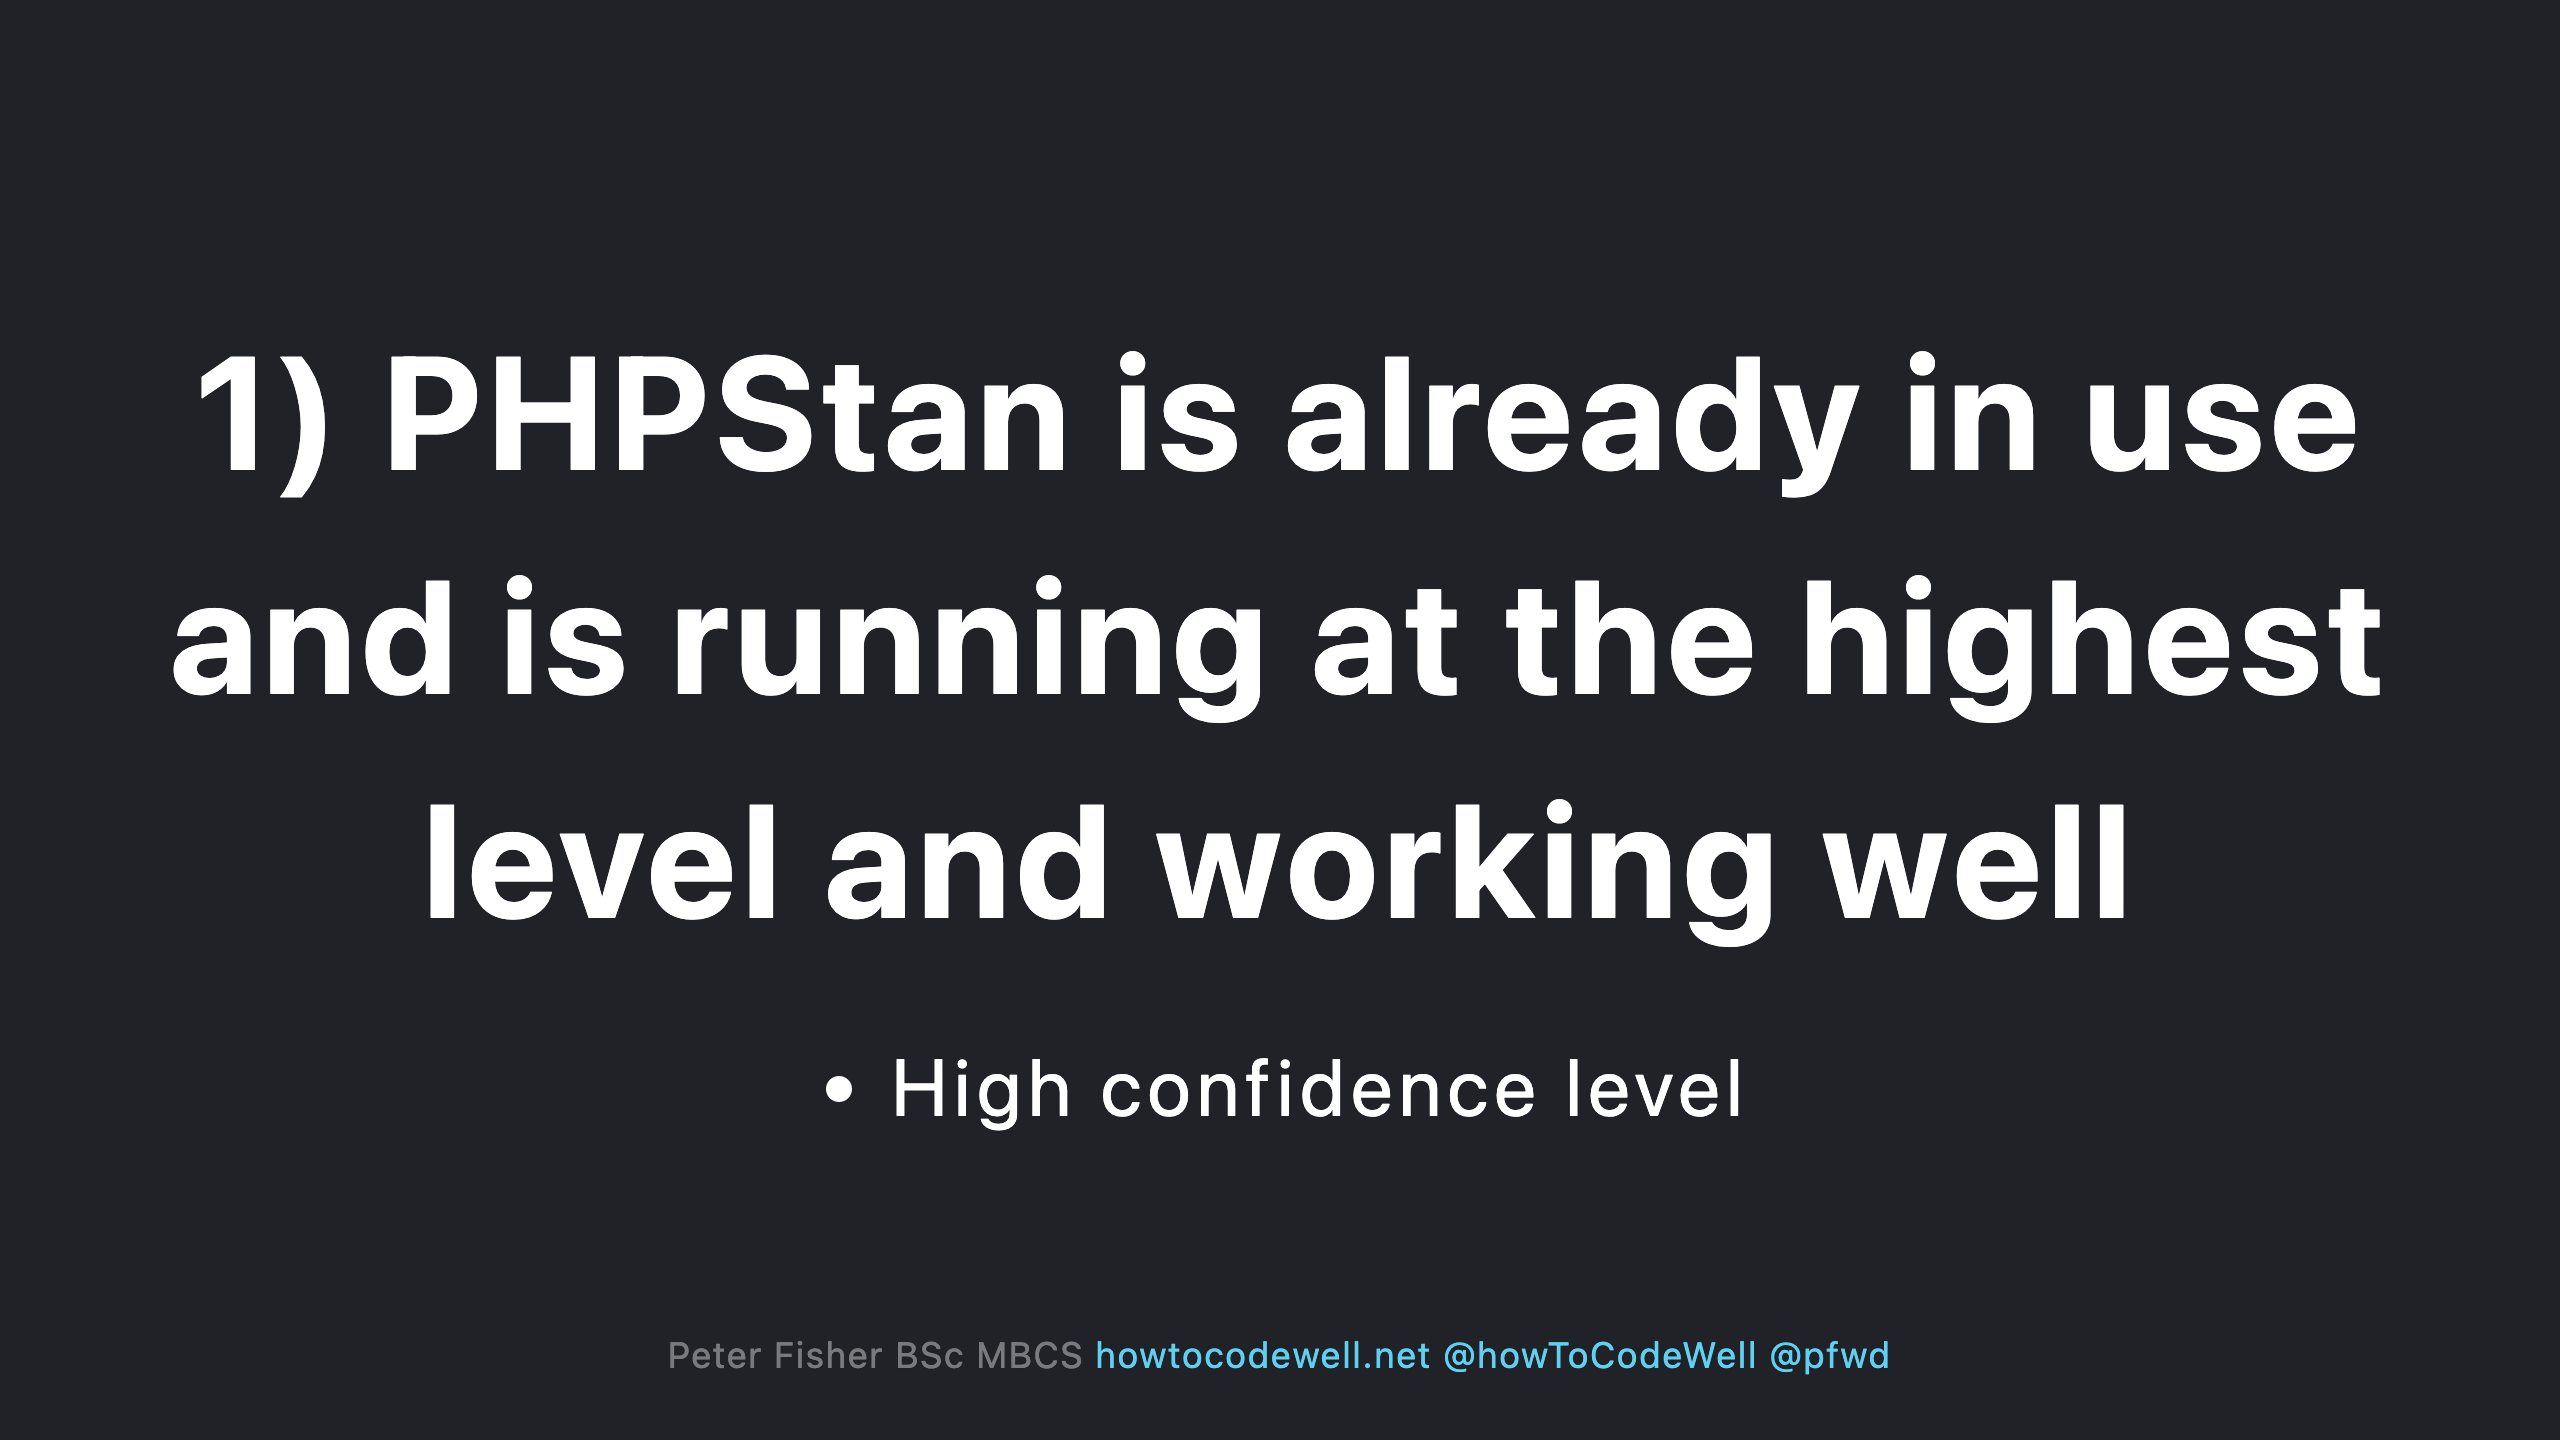 1) PHPStan is already in use
and is running at the highest
level and working well
• High confidence level
Peter Fisher BSc MBCS howtocodewell.net @howToCodeWell @pfwd